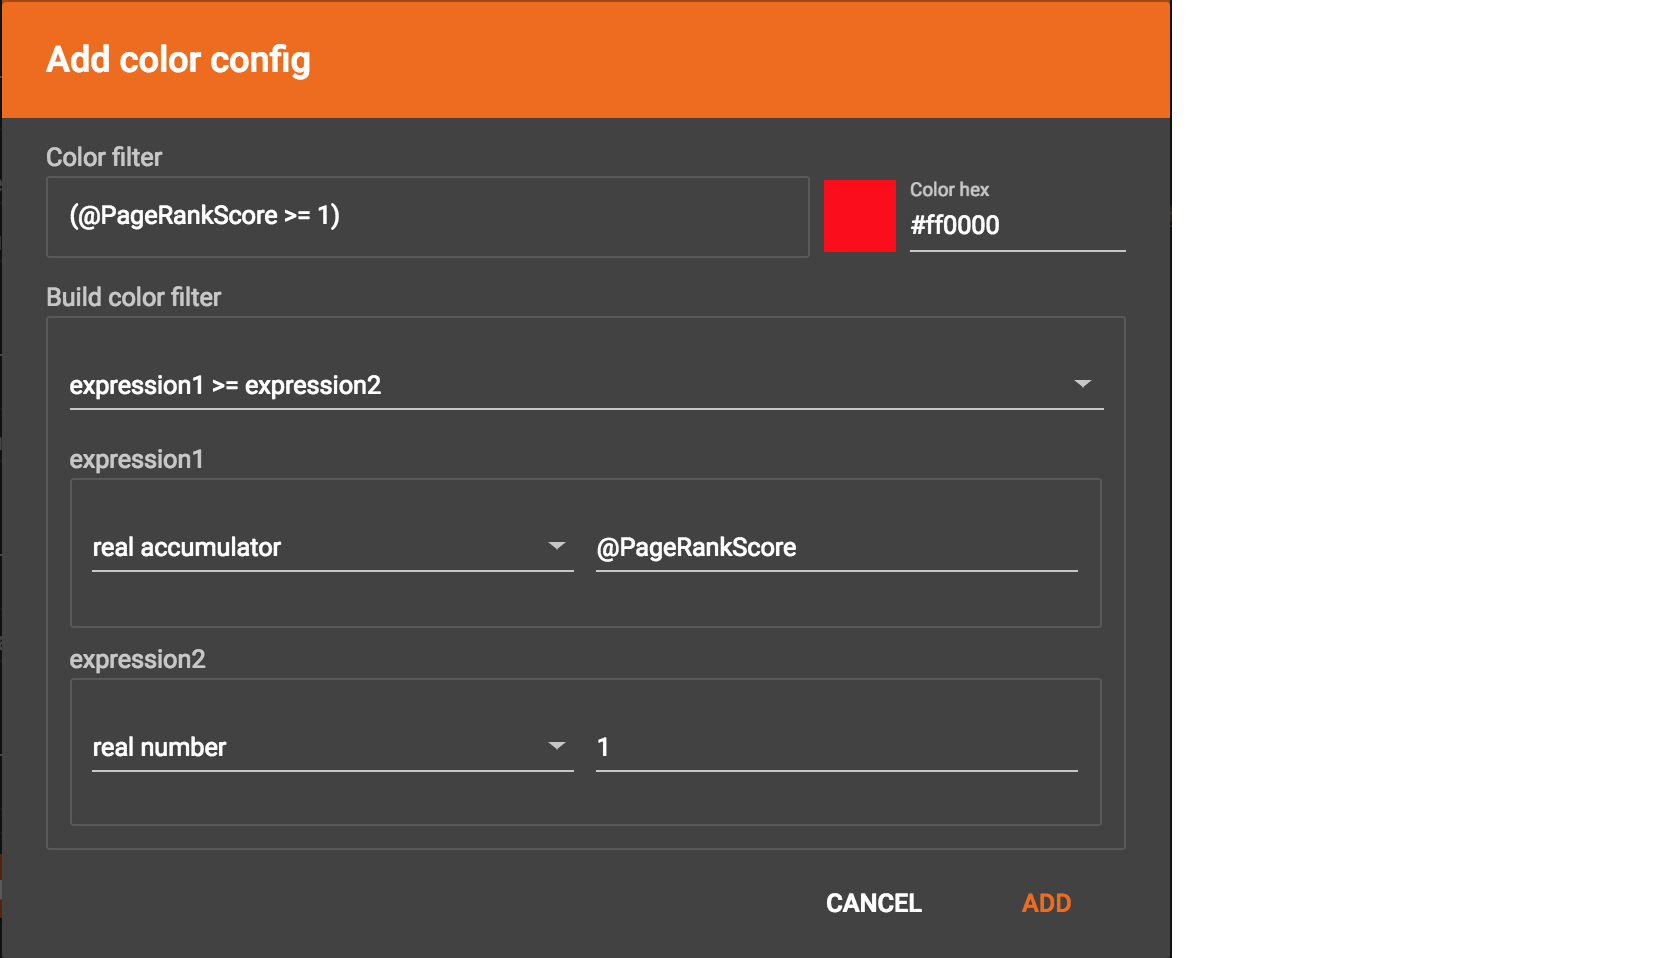 Add color config
Color filter
(@PageRankScore >= 1)
Color hex
#ff0000
Build color filter
expression1 >= expression2
expression1
real accumulator
@PageRankScore
expression2
real number
1
CANCEL
ADD